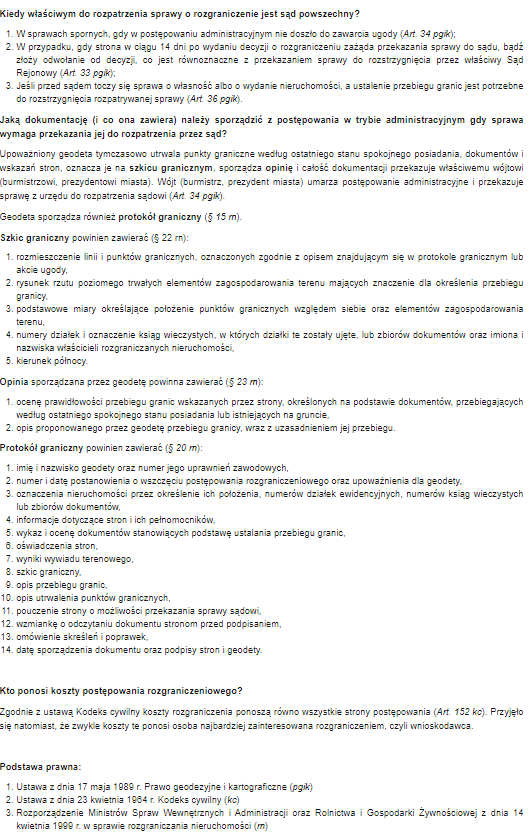 Kiedy właściwym do rozpatrzenia sprawy o rozgraniczenie jest sąd powszechny?
1. W sprawach spornych, gdy w postępowaniu administracyjnym nie doszło do zawarcia ugody (Art. 34 pgik);
2. W przypadku, gdy strona w ciągu 14 dni po wydaniu decyzji o rozgraniczeniu zażąda przekazania sprawy do sądu, bądź
złoży odwołanie od decyzji, co jest równoznaczne z przekazaniem sprawy do rozstrzygnięcia przez właściwy Sąd
Rejonowy (Art. 33 pgik);
3. Jeśli przed sądem toczy się sprawa o własność albo o wydanie nieruchomości, a ustalenie przebiegu granic jest potrzebne
do rozstrzygnięcia rozpatrywanej sprawy (Art. 36 pgik).
Jaką dokumentację (i co ona zawiera) należy sporządzić z postępowania w trybie administracyjnym gdy sprawa
wymaga przekazania jej do rozpatrzenia przez sąd?
Upoważniony geodeta tymczasowo utrwala punkty graniczne według ostatniego stanu spokojnego posiadania, dokumentów i
wskazań stron, oznacza je na szkicu granicznym, sporządza opinię i całość dokumentacji przekazuje właściwemu wójtowi
(burmistrzowi, prezydentowi miasta). Wójt (burmistrz, prezydent miasta) umarza postępowanie administracyjne i przekazuje
sprawę z urzędu do rozpatrzenia sądowi (Art. 34 pgik).
Geodeta sporządza również protokół graniczny (§ 15 rn).
Szkic graniczny powinien zawierać (§ 22 rn):
1. rozmieszczenie linii i punktów granicznych, oznaczonych zgodnie z opisem znajdującym się w protokole granicznym lub
akcie ugody,
2. rysunek rzutu poziomego trwałych elementów zagospodarowania terenu mających znaczenie dla określenia przebiegu
granicy,
3. podstawowe miary określające położenie punktów granicznych względem siebie oraz elementów zagospodarowania
terenu,
4. numery działek i oznaczenie ksiąg wieczystych, w których działki te zostały ujęte, lub zbiorów dokumentów oraz imiona i
nazwiska właścicieli rozgraniczanych nieruchomości,
5. kierunek północy.
Opinia sporządzana przez geodetę powinna zawierać (§ 23 rn):
1. ocenę prawidłowości przebiegu granic wskazanych przez strony, określonych na podstawie dokumentów, przebiegających
według ostatniego spokojnego stanu posiadania lub istniejących na gruncie,
2. opis proponowanego przez geodetę przebiegu granicy, wraz z uzasadnieniem jej przebiegu.
Protokół graniczny powinien zawierać (§ 20 rn):
1. imię i nazwisko geodety oraz numer jego uprawnień zawodowych,
2. numer i datę postanowienia o wszczęciu postępowania rozgraniczeniowego oraz upoważnienia dla geodety,
3. oznaczenia nieruchomości przez określenie ich położenia, numerów działek ewidencyjnych, numerów ksiąg wieczystych
lub zbiorów dokumentów,
4. informacje dotyczące stron i ich pełnomocników,
5. wykaz i ocenę dokumentów stanowiących podstawę ustalania przebiegu granic,
6. oświadczenia stron,
7. wyniki wywiadu terenowego,
8. szkic graniczny,
9. opis przebiegu granic,
10. opis utrwalenia punktów granicznych,
11. pouczenie strony o możliwości przekazania sprawy sądowi,
12. wzmiankę o odczytaniu dokumentu stronom przed podpisaniem,
13. omówienie skreśleń i poprawek,
14. datę sporządzenia dokumentu oraz podpisy stron i geodety.
Kto ponosi koszty postępowania rozgraniczeniowego?
Zgodnie z ustawą Kodeks cywilny koszty rozgraniczenia ponoszą równo wszystkie strony postępowania (Art. 152 kc). Przyjęło
się natomiast, że zwykle koszty te ponosi osoba najbardziej zainteresowana rozgraniczeniem, czyli wnioskodawca.
Podstawa prawna:
1. Ustawa z dnia 17 maja 1989 r. Prawo geodezyjne i kartograficzne (pgik)
2. Ustawa z dnia 23 kwietnia 1964 r. Kodeks cywilny (kc)
3. Rozporządzenie Ministrów Spraw Wewnętrznych i Administracji oraz Rolnictwa i Gospodarki Żywnościowej z dnia 14
kwietnia 1999 r. w sprawie rozgraniczania nieruchomości (rn)